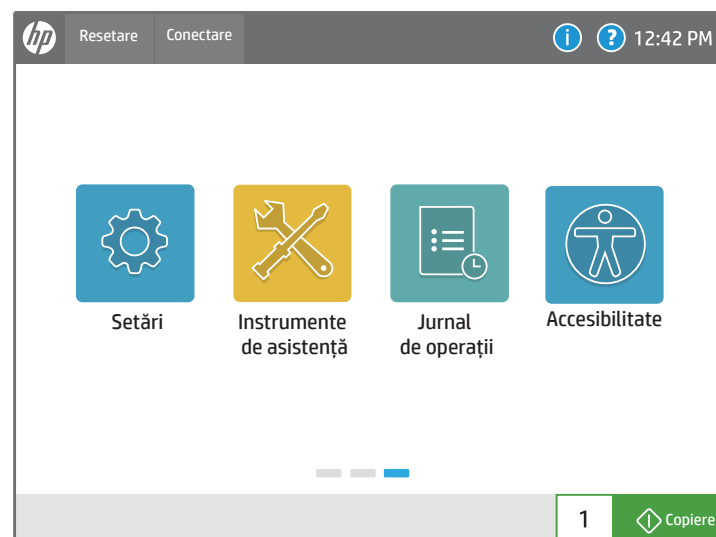 hp
Resetare
Conectare
i
?
12:42 PM
Setări
Instrumente
de asistență
Jurnal
de operații
Accesibilitate
1
Copiere